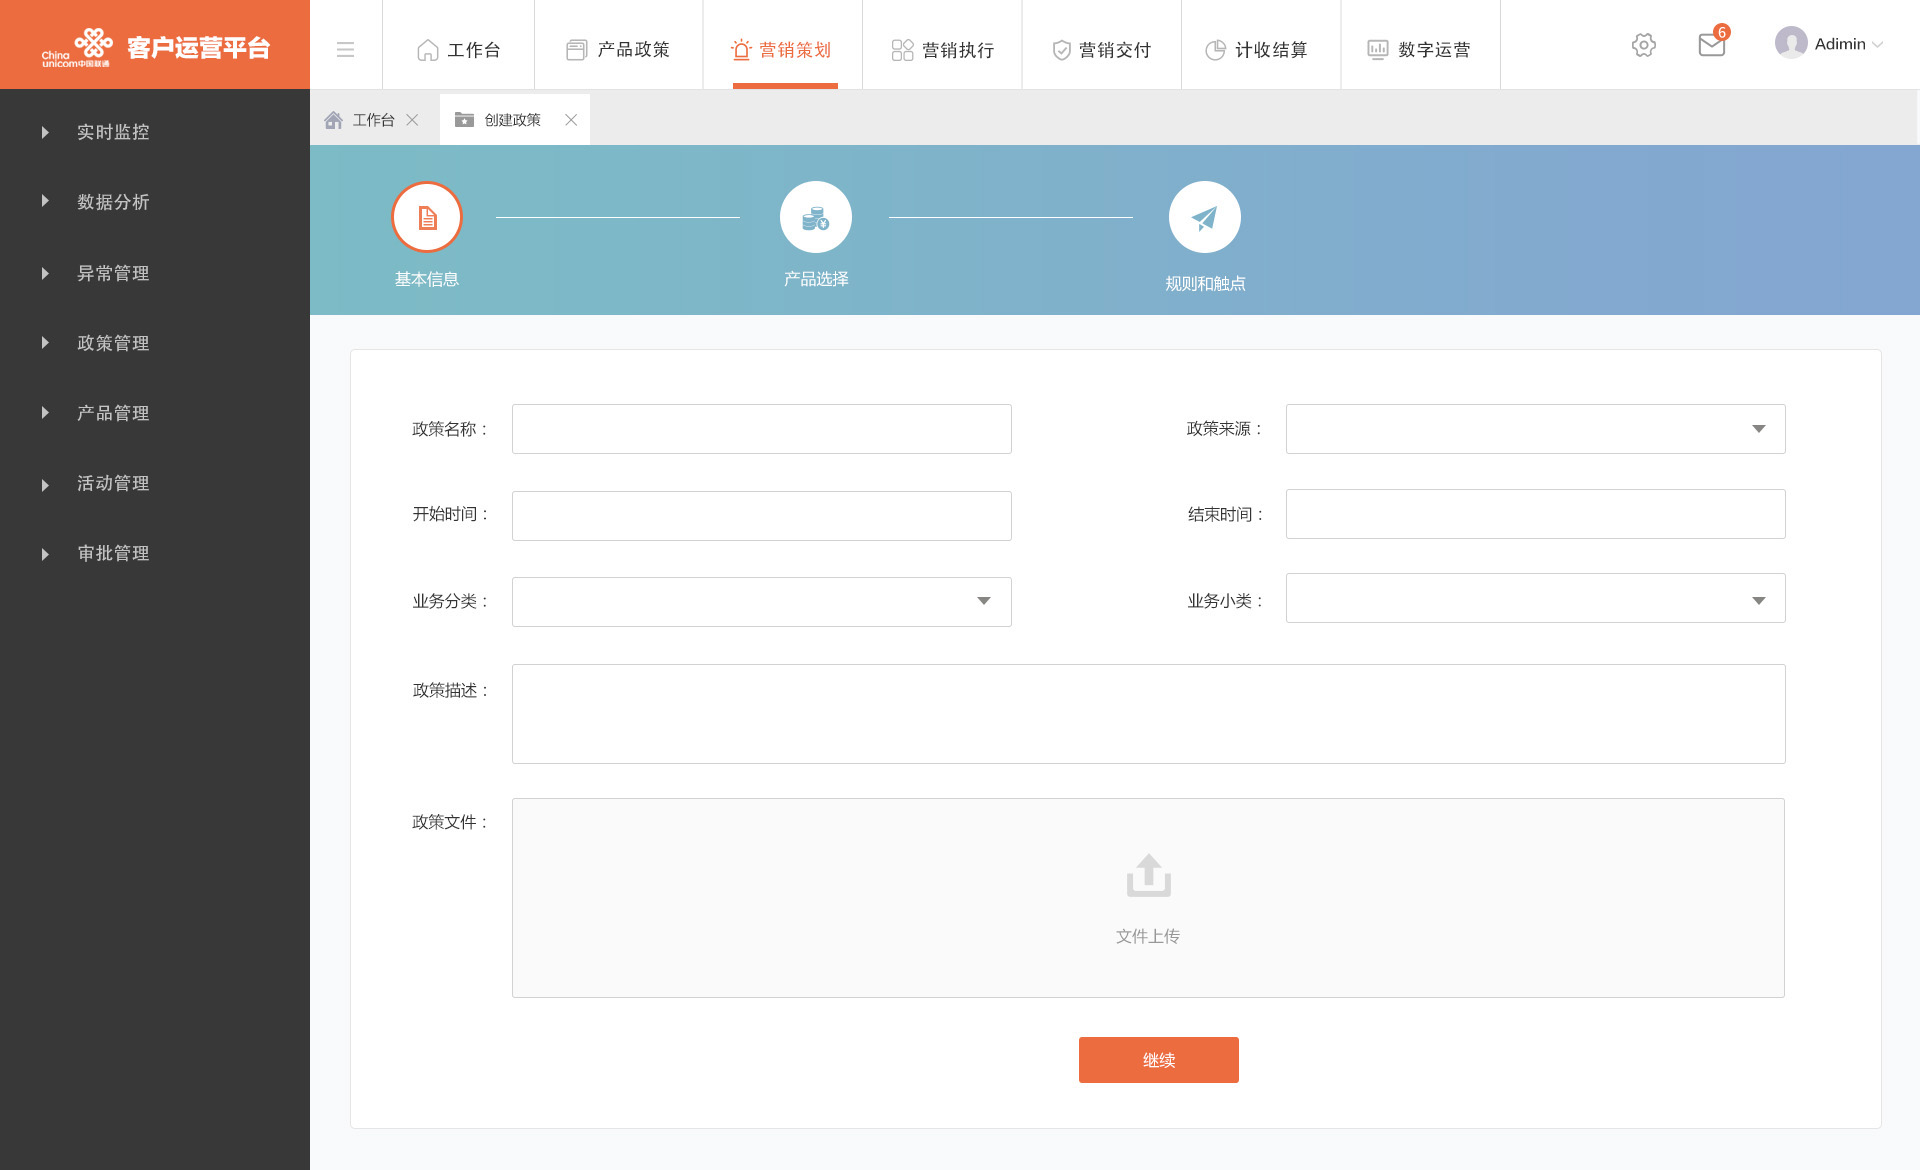 China
unicom中国联通
客户运营平台
工作台
产品政策
营销策划
营销执行
营销交付
计收结算
数字运营
6
Adimin
工作台
创建政策
实时监控
数据分析
异常管理
政策管理
产品管理
活动管理
审批管理
基本信息
产品选择
规则和触点
政策名称：
政策来源：
开始时间：
结束时间：
业务分类：
业务小类：
政策描述：
政策文件：
文件上传
继续